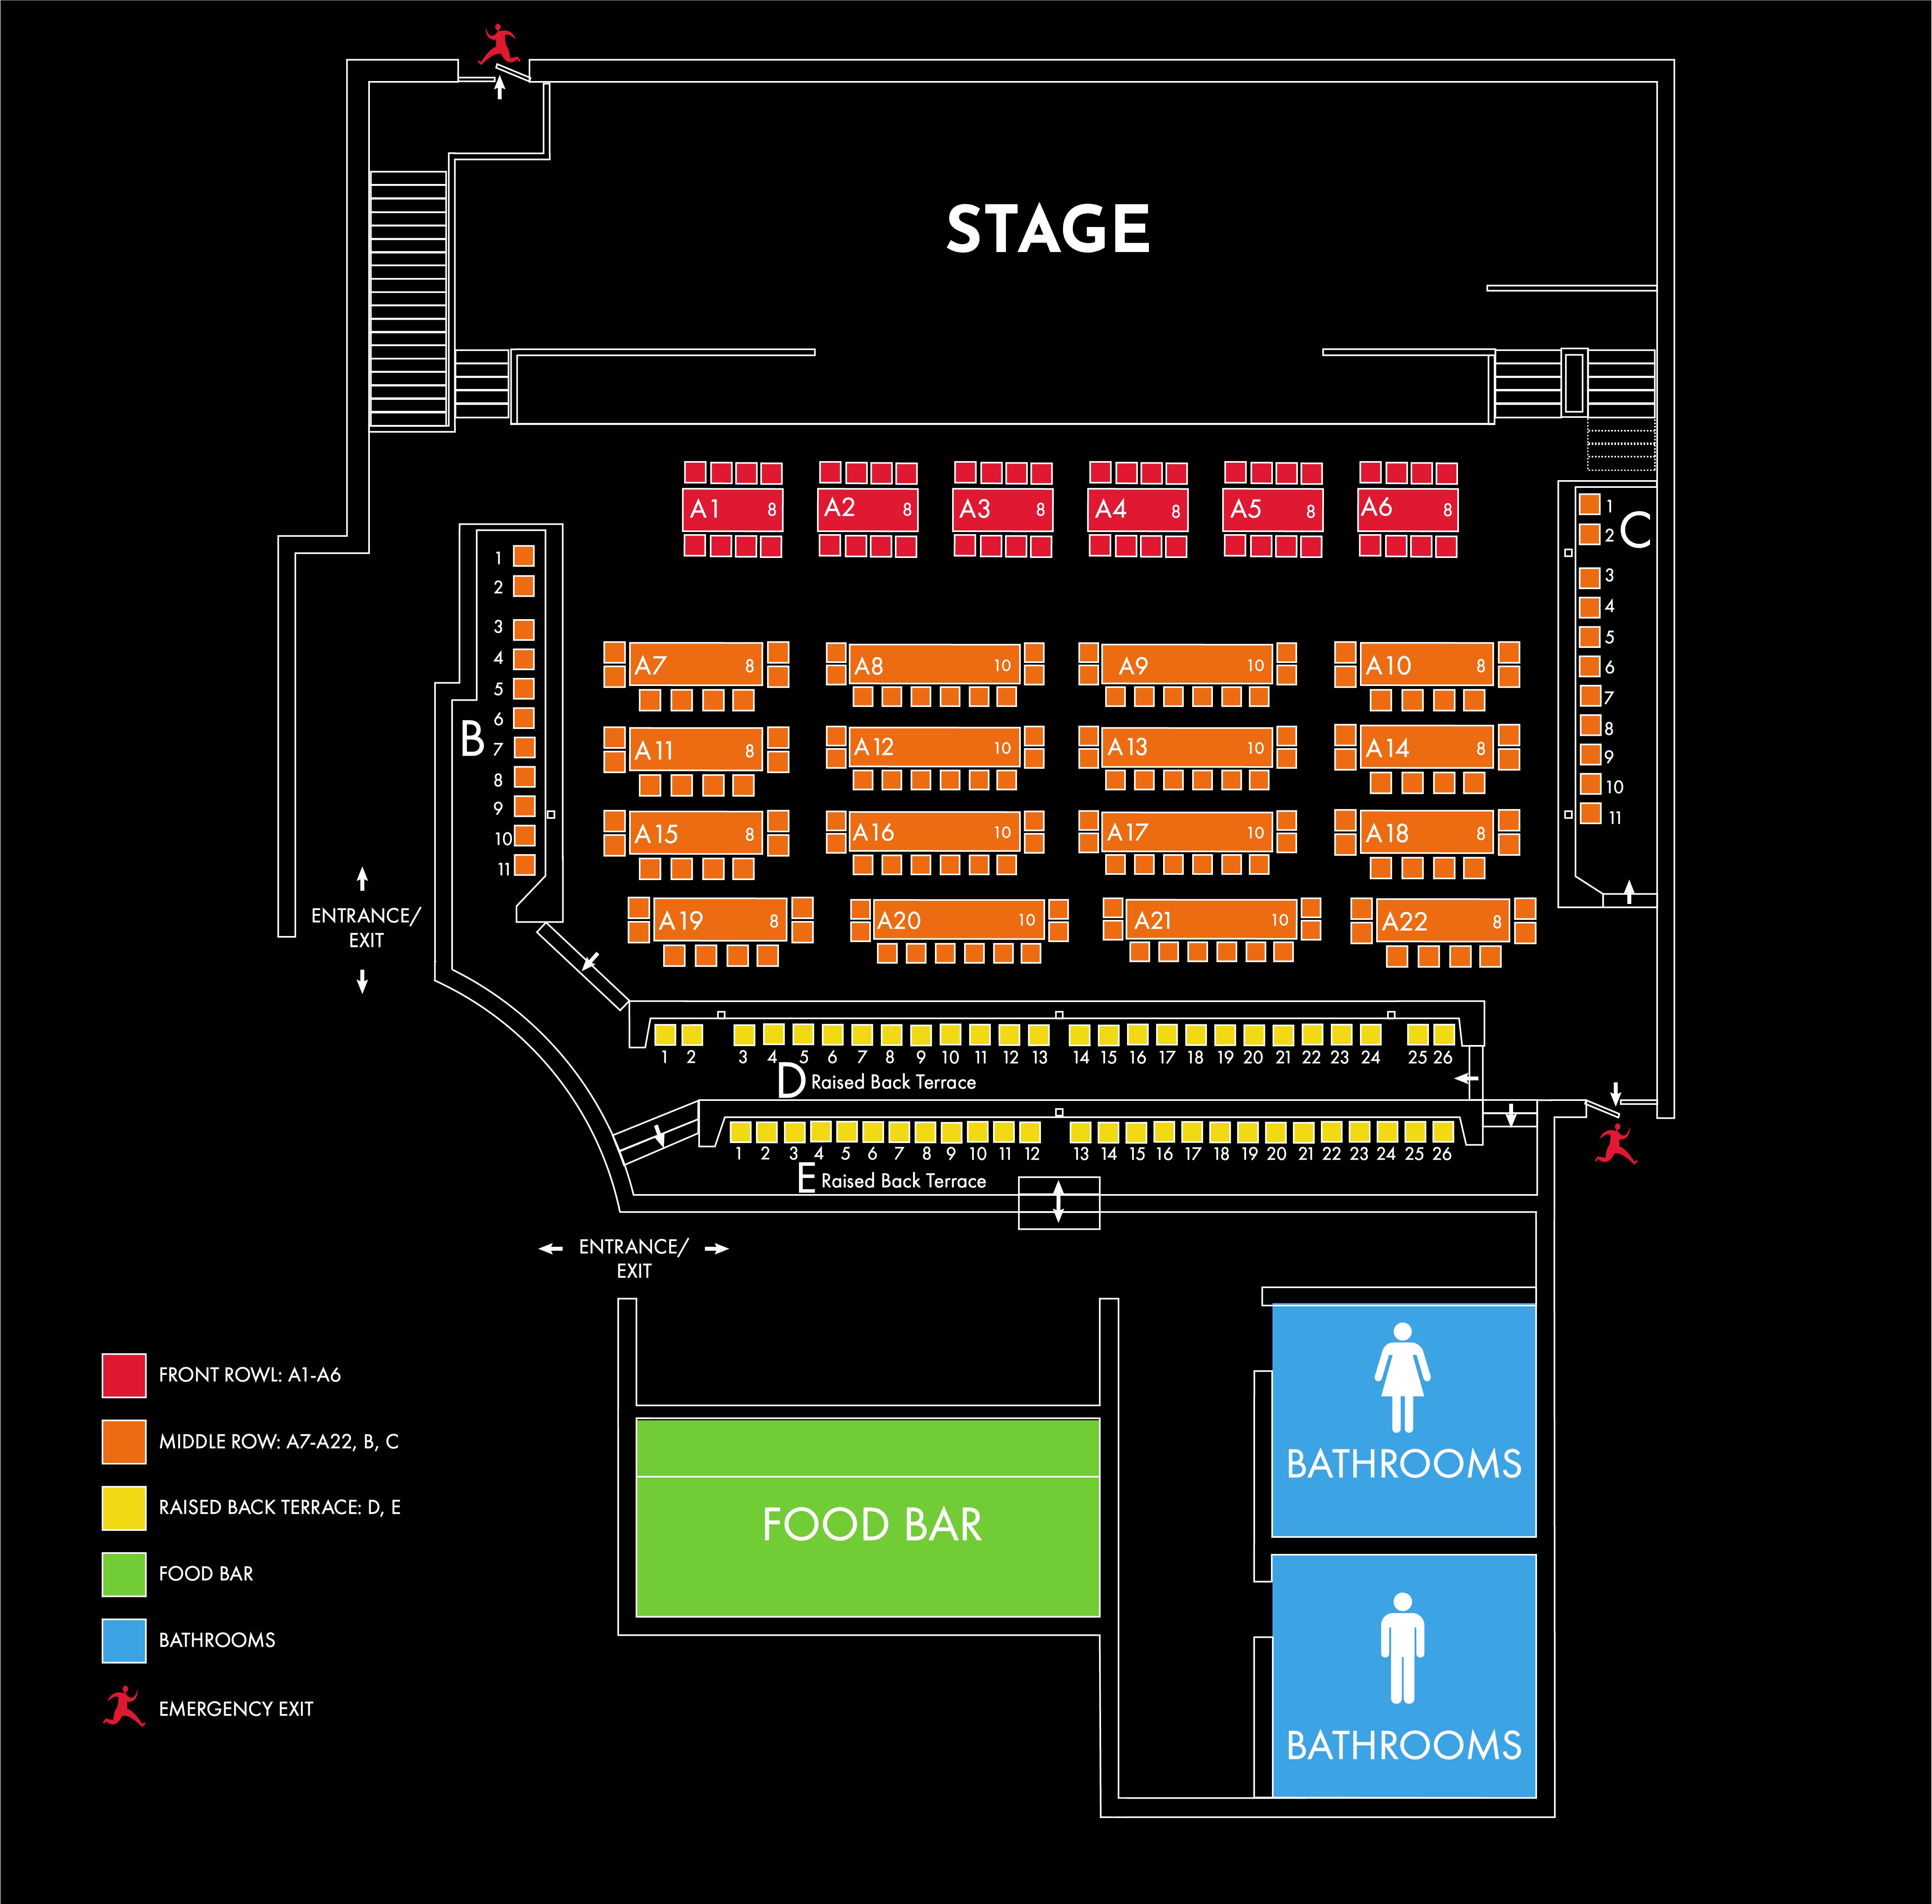 STAGE
A1 8
A2 8
A3 8
A4 8
A5 8
A6 8
C
1
2
3
4
5
6
7
8
9
10
11
B
1
2
3
4
5
6
7
8
9
10
11
A7 8
A8 10
A9 10
A10 8
A11 8
A12 10
A13 10
A14 8
A15 8
A16 10
A17 10
A18 8
A19 8
A20 10
A21 10
A22 8
ENTRANCE/
EXIT
1 2 3 4 5 6 7 8 9 10 11 12 13 14 15 16 17 18 19 20 21 22 23 24 25 26
D Raised Back Terrace
1 2 3 4 5 6 7 8 9 10 11 12 13 14 15 16 17 18 19 20 21 22 23 24 25 26
E Raised Back Terrace
ENTRANCE/
EXIT
FRONT ROWL: A1-A6
MIDDLE ROW: A7-A22, B, C
RAISED BACK TERRACE: D, E
FOOD BAR
BATHROOMS
EMERGENCY EXIT
FOOD BAR
BATHROOMS
BATHROOMS